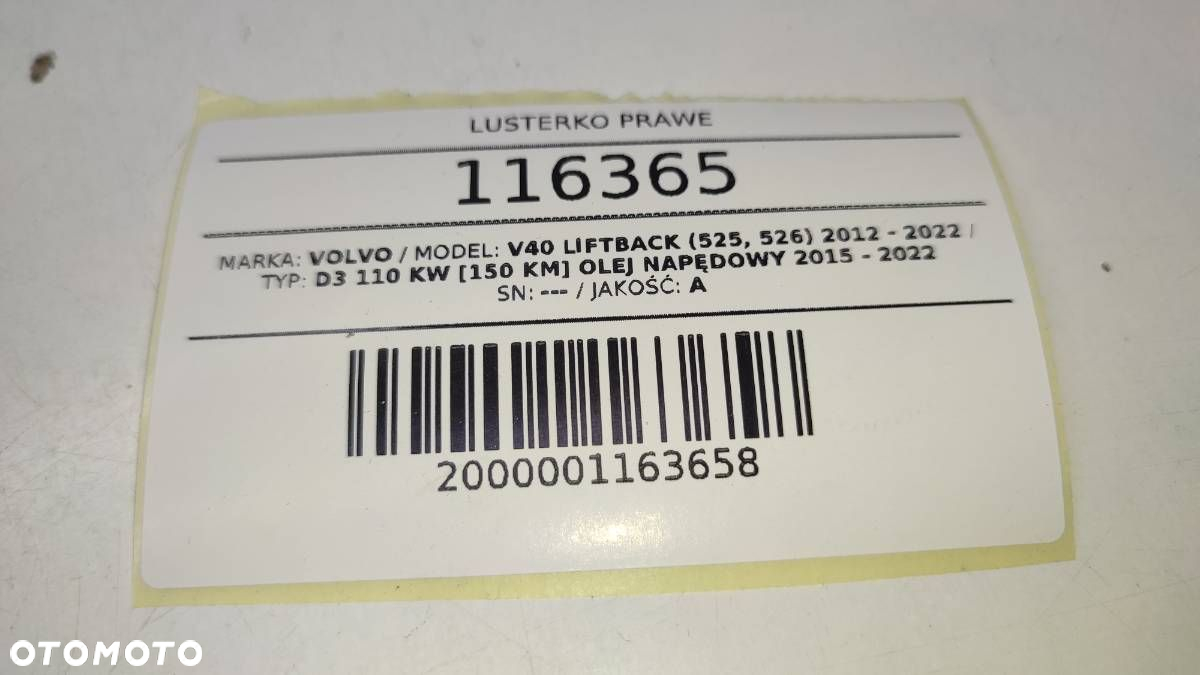 LUSTERKO PRAWE
116365
MARKA: VOLVO / MODEL: V40 LIFTBACK (525, 526) 2012 - 2022 /
TYP: D3 110 KW [150 KM] OLEJ NAPĘDOWY 2015 - 2022
SN: --- / JAKOŚĆ: A
2000001163658
OTOMOTO